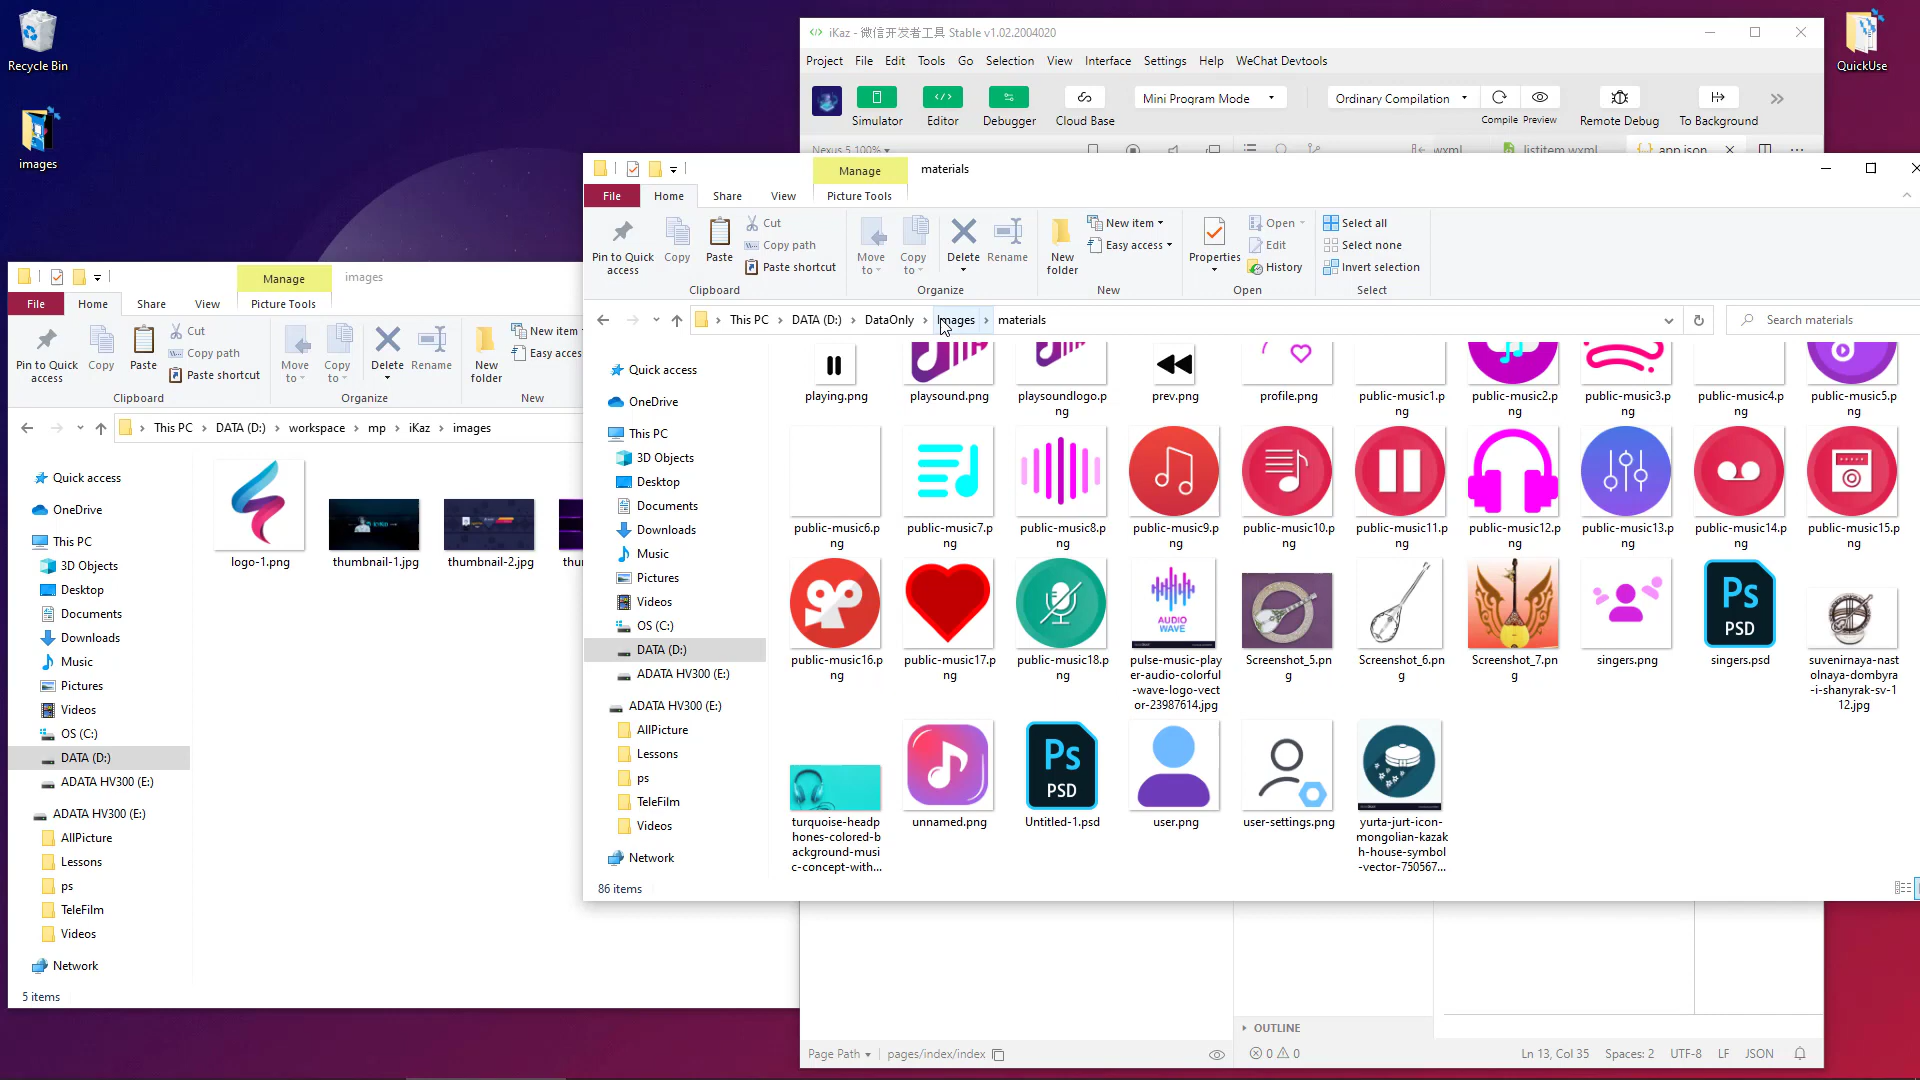 Recycle Bin
images
QuickUse
iKaz - 微信开发者工具 Stable v1.02.2004020
Project File Edit Tools Go Selection View Interface Settings Help WeChat Devtools
Mini Program Mode
Ordinary Compilation
Simulator Editor Debugger Cloud Base Compile Preview Remote Debug To Background
Nexus 5 100%
wxml listitem.wxml app.json
Manage materials
File Home Share View Picture Tools
Pin to Quick access
Copy
Paste
Cut
Copy path
Paste shortcut
Clipboard
Move to
Copy to
Delete
Rename
Organize
New folder
New item
Easy access
New
Properties
Open
Edit
History
Open
Select all
Select none
Invert selection
Select
This PC DATA (D:) DataOnly Images materials
Search materials
Quick access
OneDrive
This PC
3D Objects
Desktop
Documents
Downloads
Music
Pictures
Videos
OS (C:)
DATA (D:)
ADATA HV300 (E:)
ADATA HV300 (E:)
AllPicture
Lessons
ps
TeleFilm
Videos
Network
86 items
playing.png
playsound.png
playsoundlogo.png
prev.png
profile.png
public-music1.png
public-music2.png
public-music3.png
public-music4.png
public-music5.png
public-music6.png
public-music7.png
public-music8.png
public-music9.png
public-music10.png
public-music11.png
public-music12.png
public-music13.png
public-music14.png
public-music15.png
AUDIO WAVE
Ps
PSD
public-music16.png
public-music17.png
public-music18.png
pulse-music-player-audio-colorful-wave-logo-vector-23987614.jpg
Screenshot_5.png
Screenshot_6.png
Screenshot_7.png
singers.png
singers.psd
suvenirnaya-nastolnaya-dombyra-i-shanyrak-sv-112.jpg
Ps
PSD
turquoise-headphones-colored-background-music-concept-with...
unnamed.png
Untitled-1.psd
user.png
user-settings.png
yurta-jurt-icon-mongolian-kazakh-house-symbol-vector-750567...
Manage images
File Home Share View Picture Tools
Pin to Quick access
Copy
Paste
Cut
Copy path
Paste shortcut
Clipboard
Move to
Copy to
Delete
Rename
Organize
New folder
New item
Easy acces
New
This PC DATA (D:) workspace mp iKaz images
Quick access
OneDrive
This PC
3D Objects
Desktop
Documents
Downloads
Music
Pictures
Videos
OS (C:)
DATA (D:)
ADATA HV300 (E:)
ADATA HV300 (E:)
AllPicture
Lessons
ps
TeleFilm
Videos
Network
5 items
logo-1.png
thumbnail-1.jpg
thumbnail-2.jpg
thu
OUTLINE
Page Path pages/index/index
0 0
Ln 13, Col 35 Spaces: 2 UTF-8 LF JSON